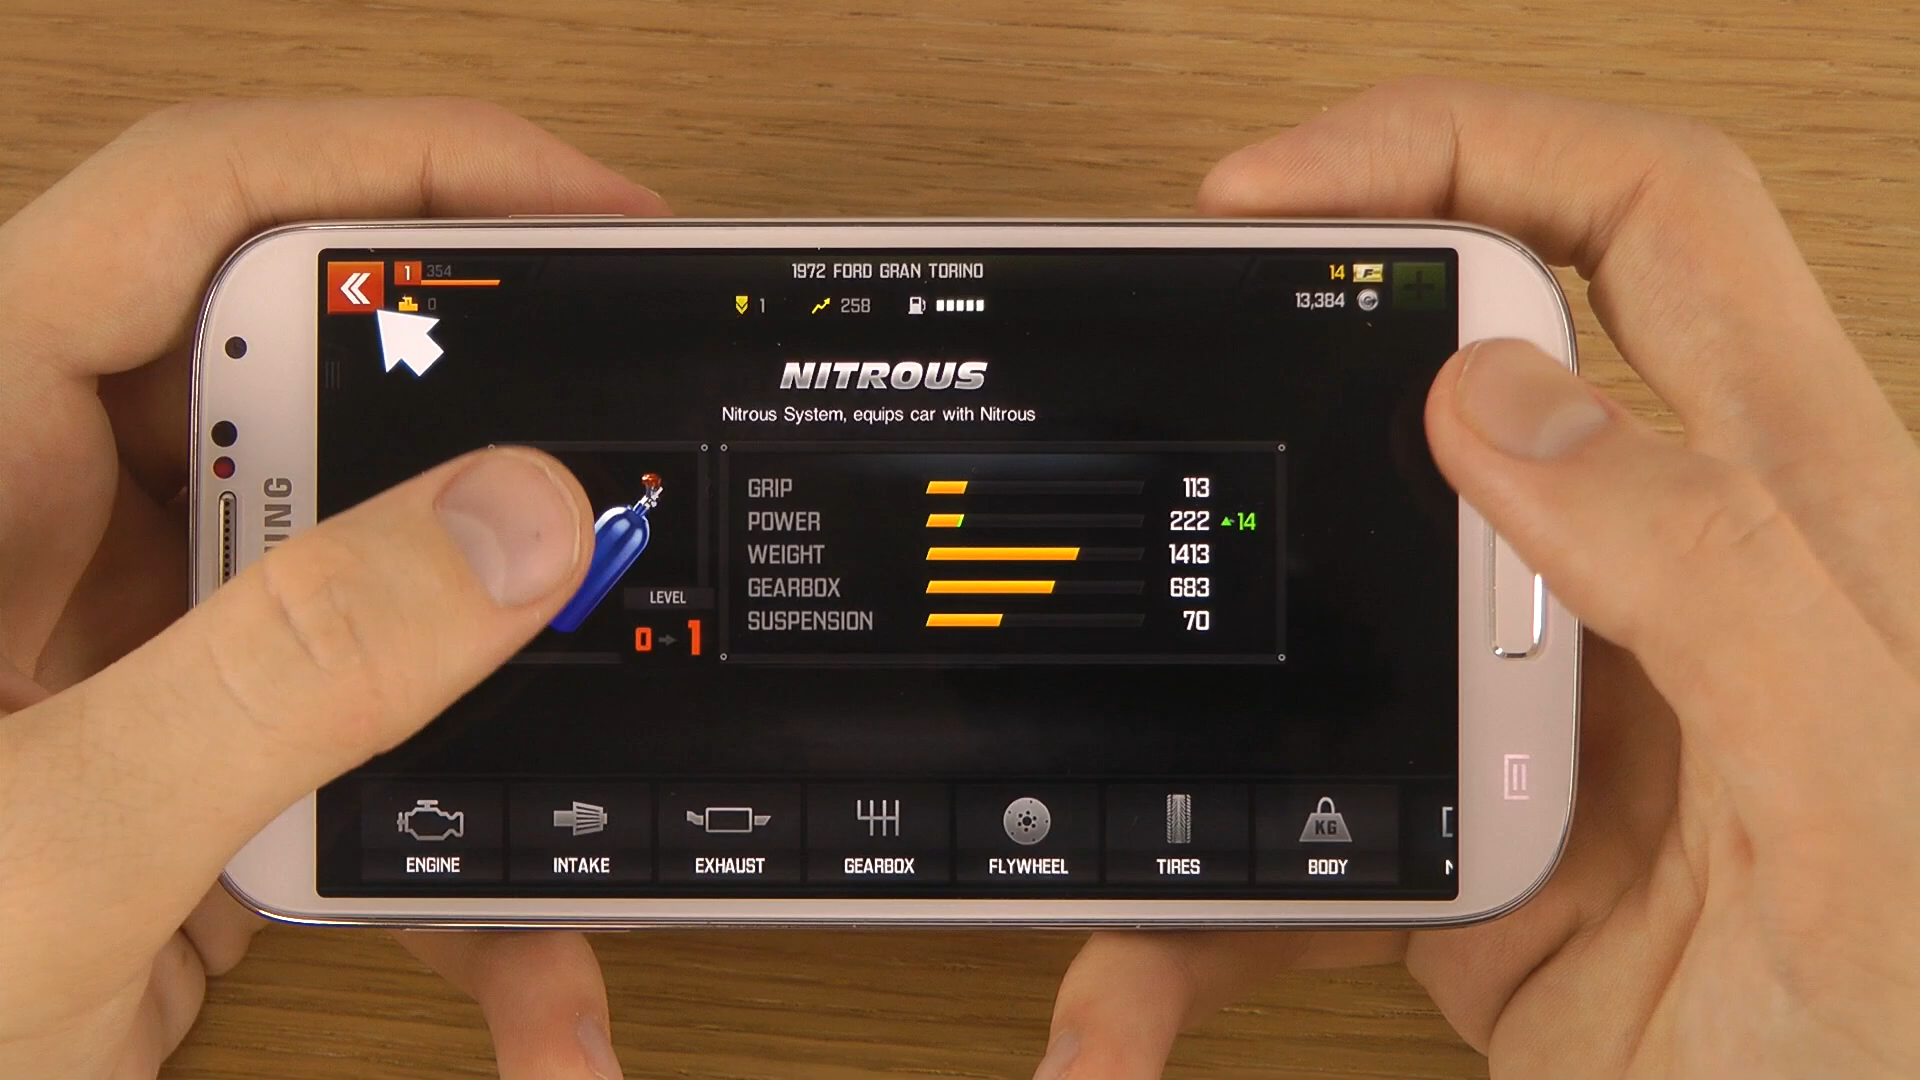 1 354
1972 FORD GRAN TORINO
14
0
1 258
13,384
NITROUS
Nitrous System, equips car with Nitrous
GRIP 113
POWER 222 14
WEIGHT 1413
GEARBOX 683
SUSPENSION 70
LEVEL
0 1
ENGINE INTAKE EXHAUST GEARBOX FLYWHEEL TIRES BODY
KG
UNG